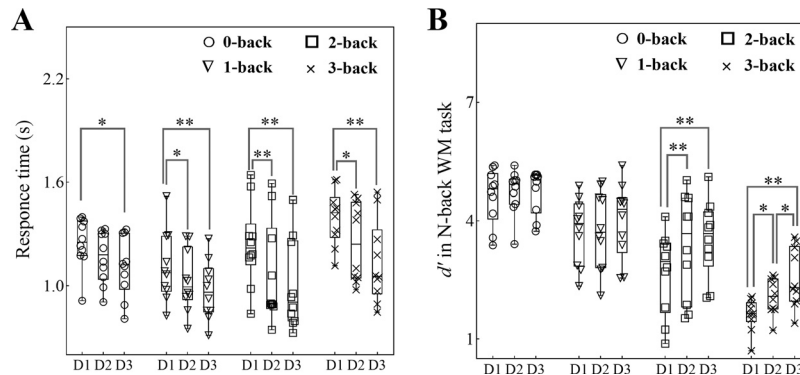 A
0-back 2-back
1-back 3-back
2.2
1.6
1.0
Responce time (s)
* ** ** **
* ** *
D1 D2 D3 D1 D2 D3 D1 D2 D3 D1 D2 D3
B
0-back 2-back
1-back 3-back
7
4
1
d' in N-back WM task
** **
** * *
D1 D2 D3 D1 D2 D3 D1 D2 D3 D1 D2 D3